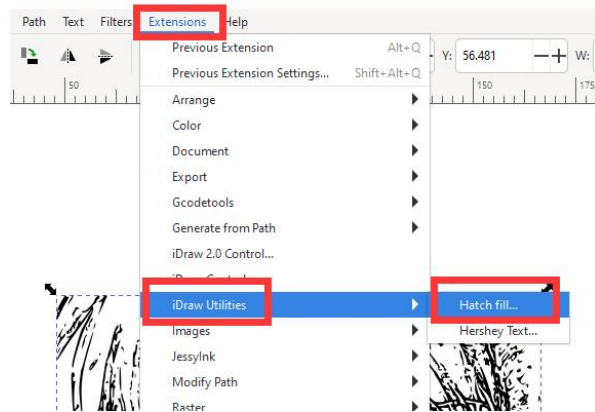 Path Text Filters Extensions Help
Y: 56.481 W:
50 150 175
Previous Extension Alt+Q
Previous Extension Settings... Shift+Alt+Q
Arrange
Color
Document
Export
Gcodetools
Generate from Path
iDraw 2.0 Control...
iDraw Utilities
Hatch fill...
Images
Hershey Text...
JessyInk
Modify Path
Raster